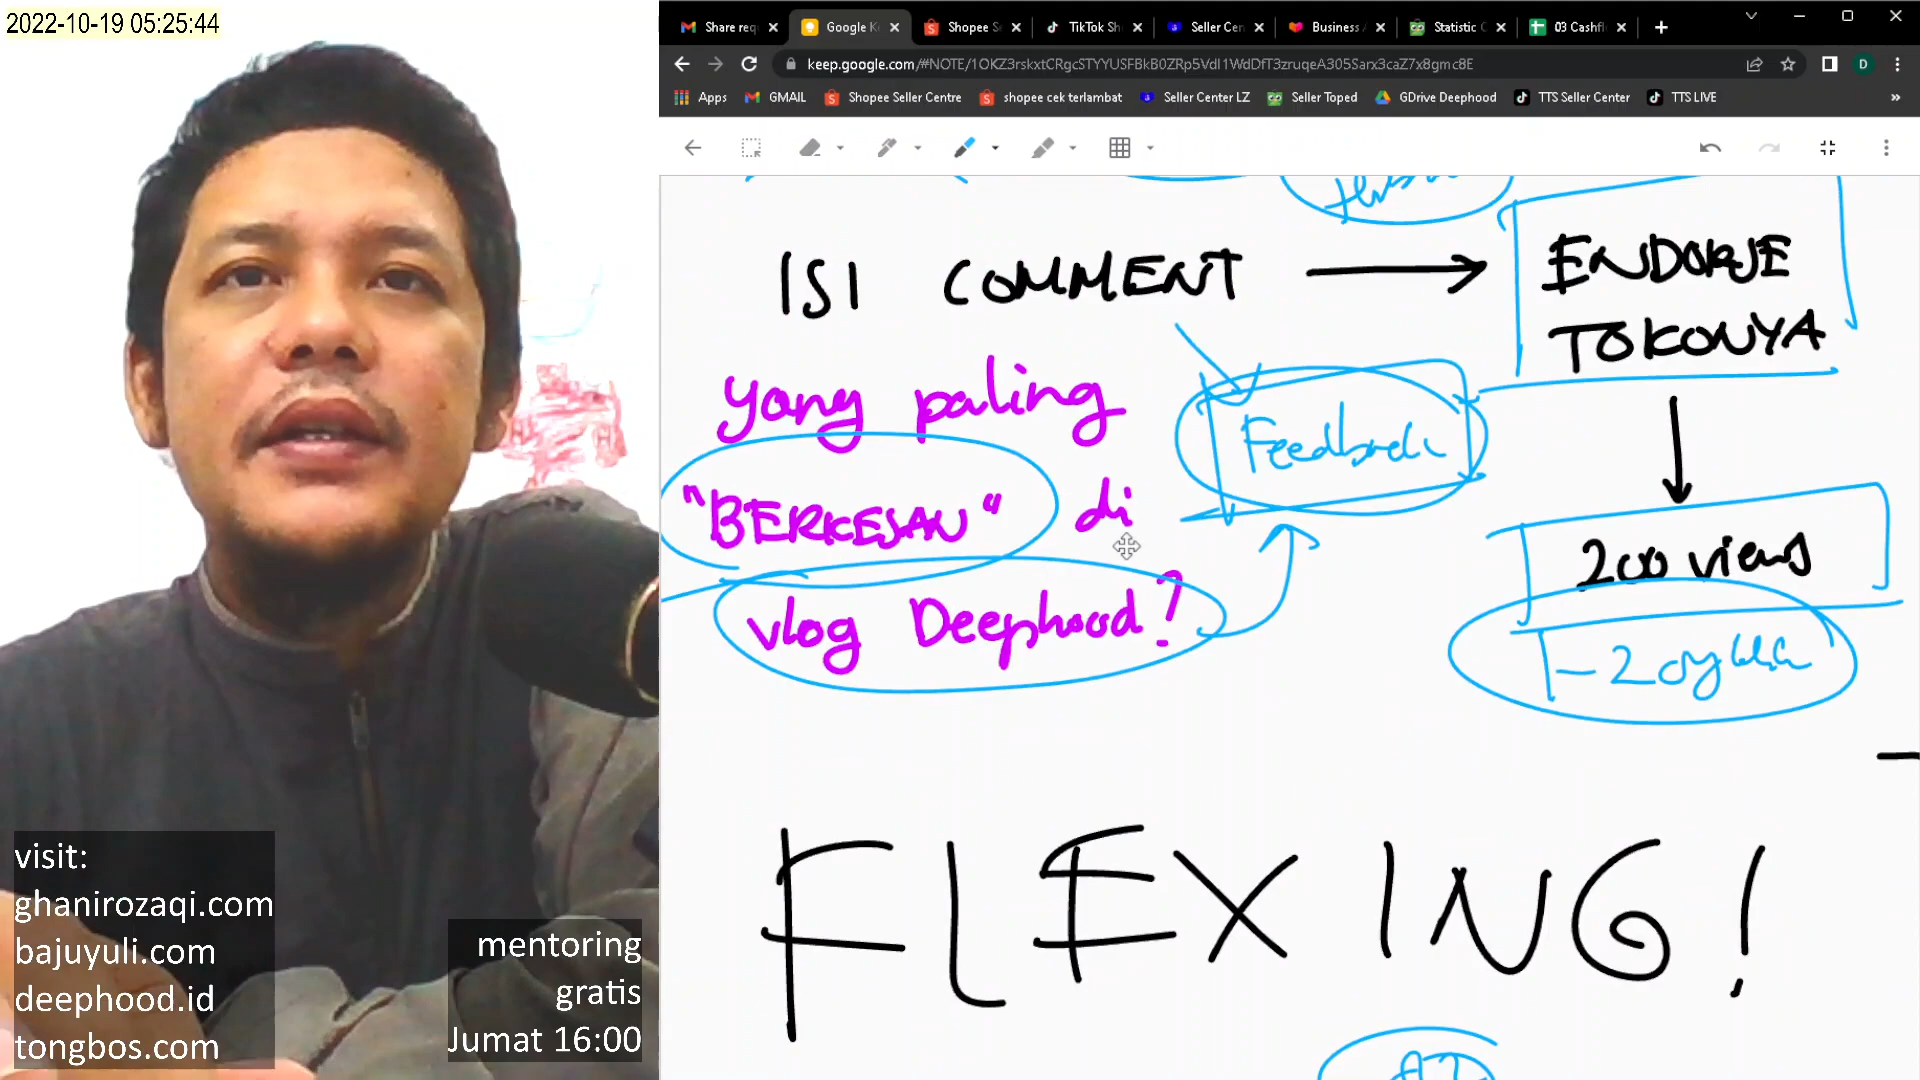 2022-10-19 05:25:44
Share req
Google K
Shopee S
TikTok Sh
Seller Cen
Business
Statistic
03 Cashfl
keep.google.com/#NOTE/1OKZ3rskxtCRgcSTYYUSFBkB0ZRp5Vdl1WdDfT3zruqeA305Sarx3caZ7x8gmc8E
D
Apps
GMAIL
Shopee Seller Centre
shopee cek terlambat
Seller Center LZ
Seller Toped
GDrive Deephood
TTS Seller Center
TTS LIVE
»
ISI COMMENT
ENDORSE
TOKONYA
yang paling
Feedback
"BERKESAN" di
200 views
vlog Deephood?
FLEXING!
visit:
ghanirozaqi.com
bajuyuli.com
deephood.id
tongbos.com
mentoring
gratis
Jumat 16:00